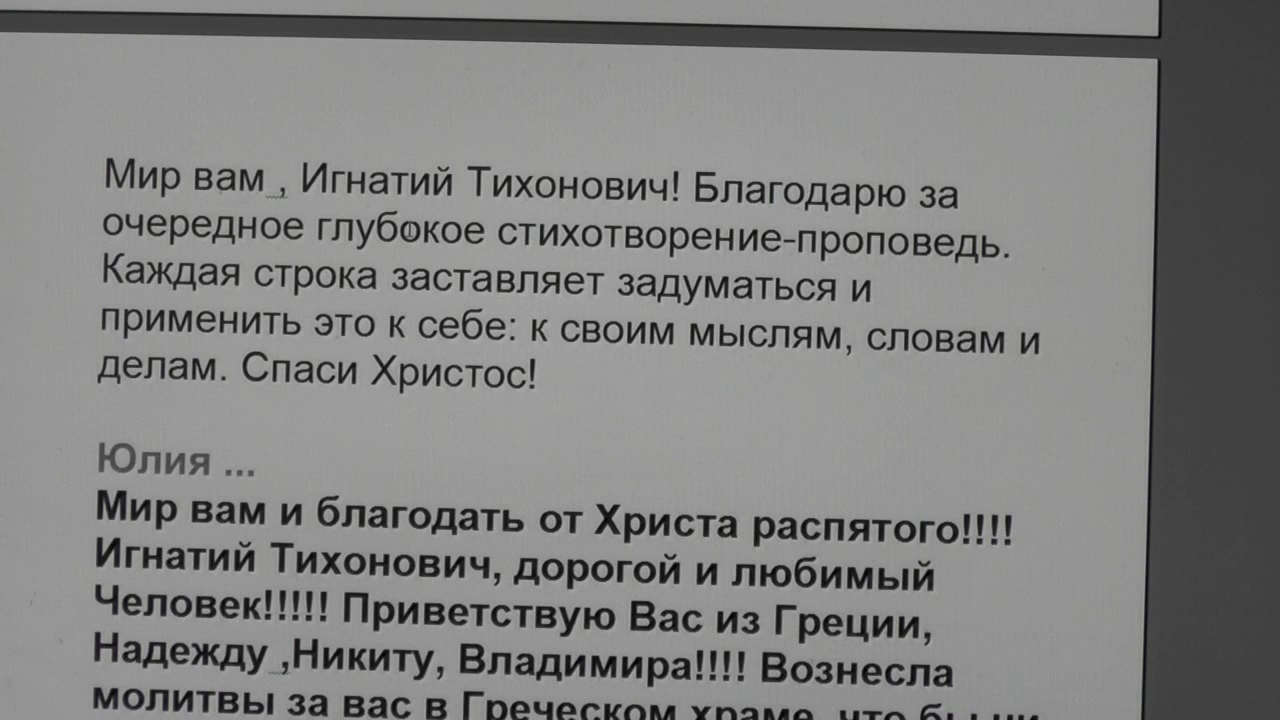 Мир вам , Игнатий Тихонович! Благодарю за
очередное глубокое стихотворение-проповедь.
Каждая строка заставляет задуматься и
применить это к себе: к своим мыслям, словам и
делам. Спаси Христос!
Юлия ...
Мир вам и благодать от Христа распятого!!!!
Игнатий Тихонович, дорогой и любимый
Человек!!!!! Приветствую Вас из Греции,
Надежду ,Никиту, Владимира!!!! Вознесла
молитвы за вас в Греческом храме, что